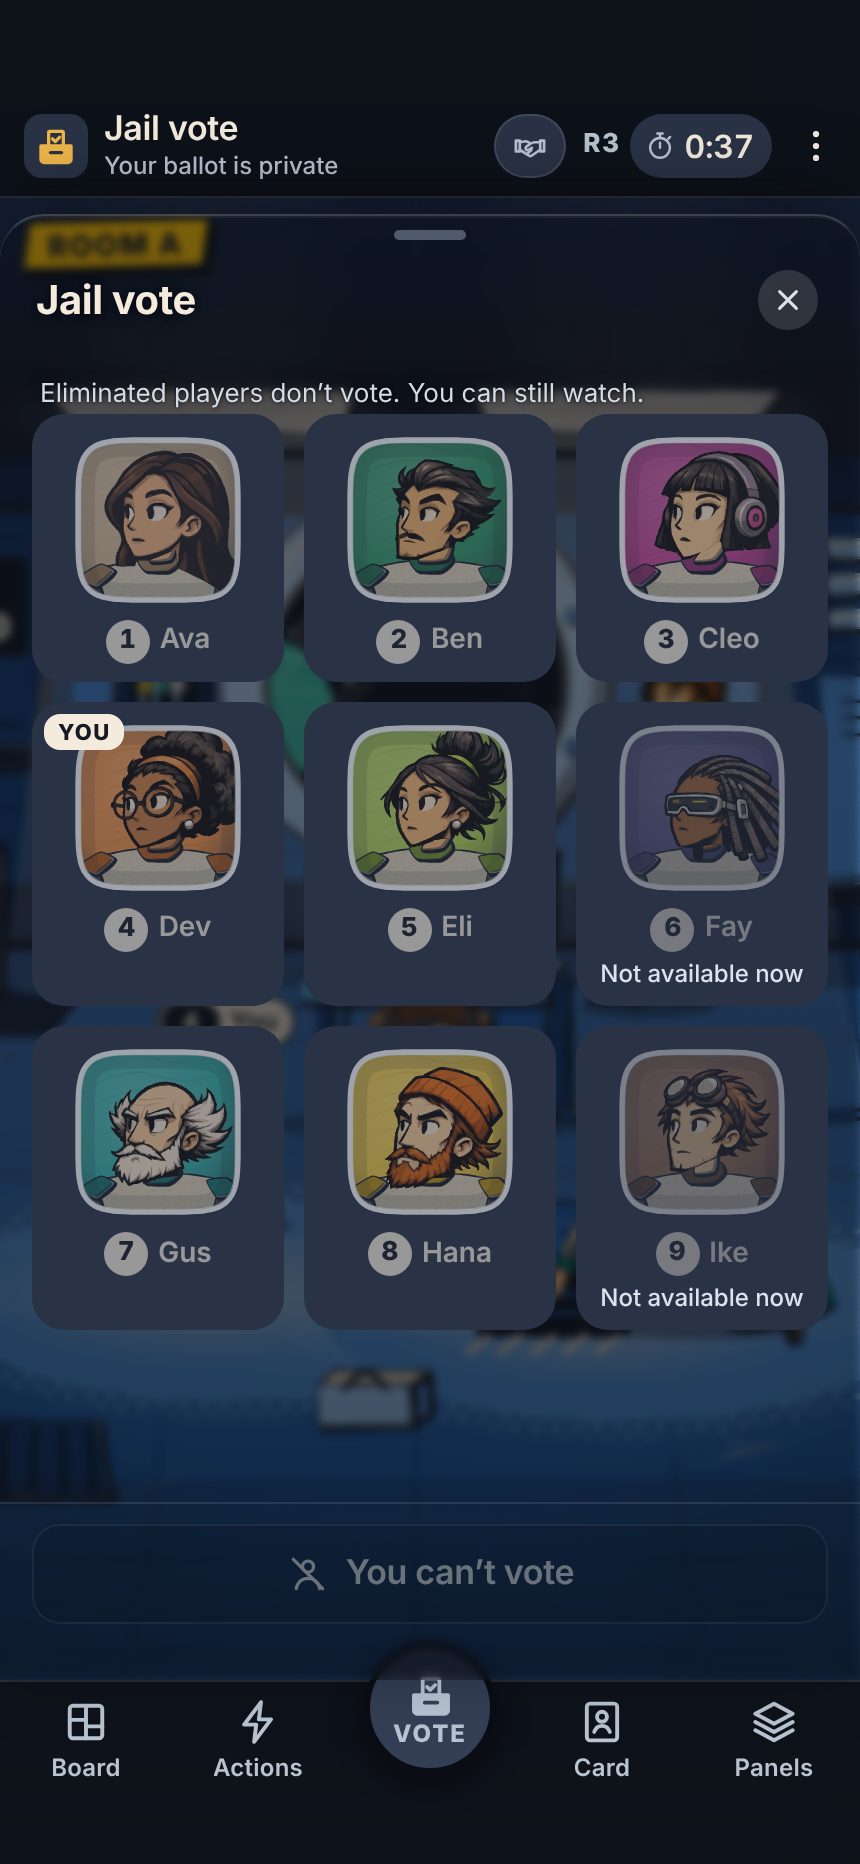 Jail vote
Your ballot is private
R3
0:37
ROOM A
Jail vote
Eliminated players don’t vote. You can still watch.
1 Ava
2 Ben
3 Cleo
YOU
4 Dev
5 Eli
6 Fay
Not available now
7 Gus
8 Hana
9 Ike
Not available now
You can’t vote
Board
Actions
VOTE
Card
Panels